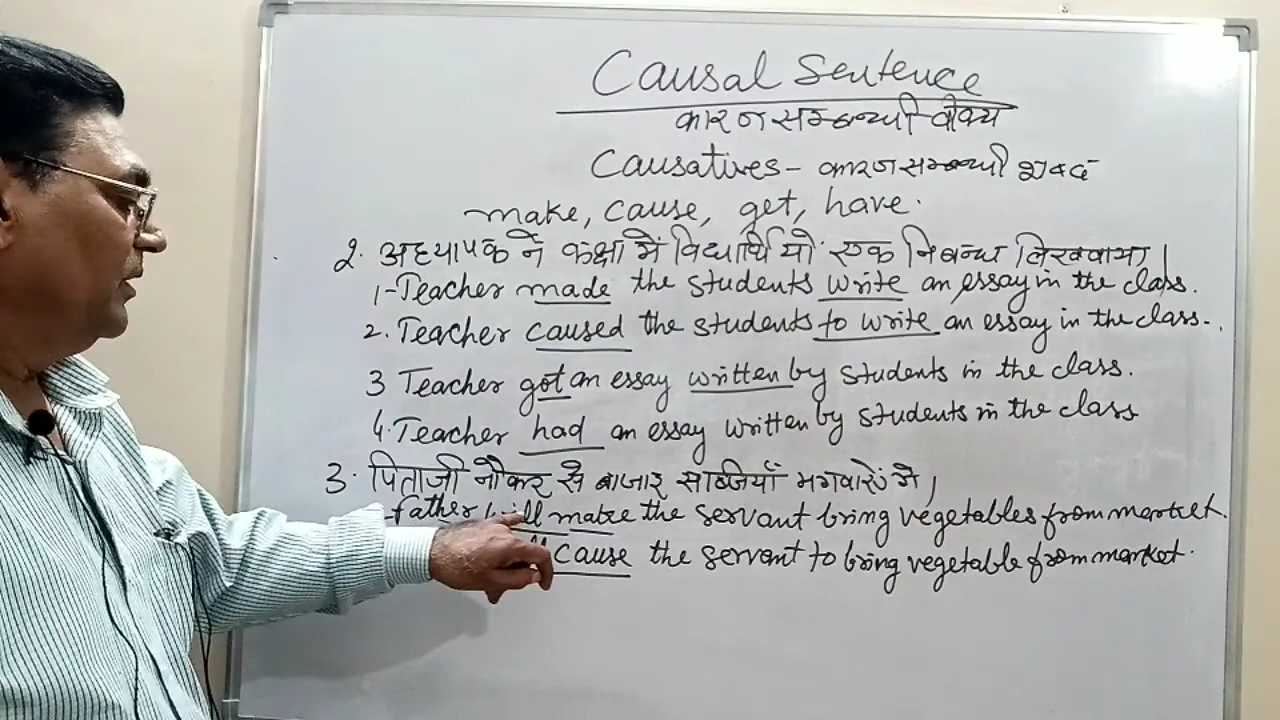 Causal Sentence
कारज सम्बन्धी वाक्य
Causatives - कारज सम्बन्धी शब्द
make, cause, get, have.
2. अध्यापक ने कक्षा में विद्यार्थियों एक निबन्ध लिखवाया।
1-Teacher made the students write an essay in the class.
2. Teacher caused the students to write an essay in the class.
3 Teacher got an essay written by students in the class.
4. Teacher had an essay written by students in the class
3. पिताजी नौकर से बाजार सब्जियाँ मगवायेंगे।
father will make the servant bring vegetables from market.
cause the servant to bring vegetable from market.